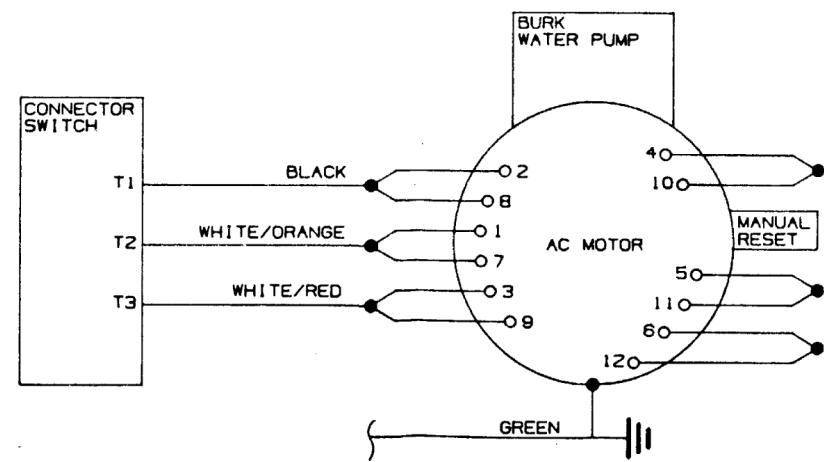 BURK
WATER PUMP
CONNECTOR
SWITCH
T1
BLACK
2
8
4
10
T2
WHITE/ORANGE
1
7
AC MOTOR
MANUAL
RESET
T3
WHITE/RED
3
9
5
11
6
12
GREEN